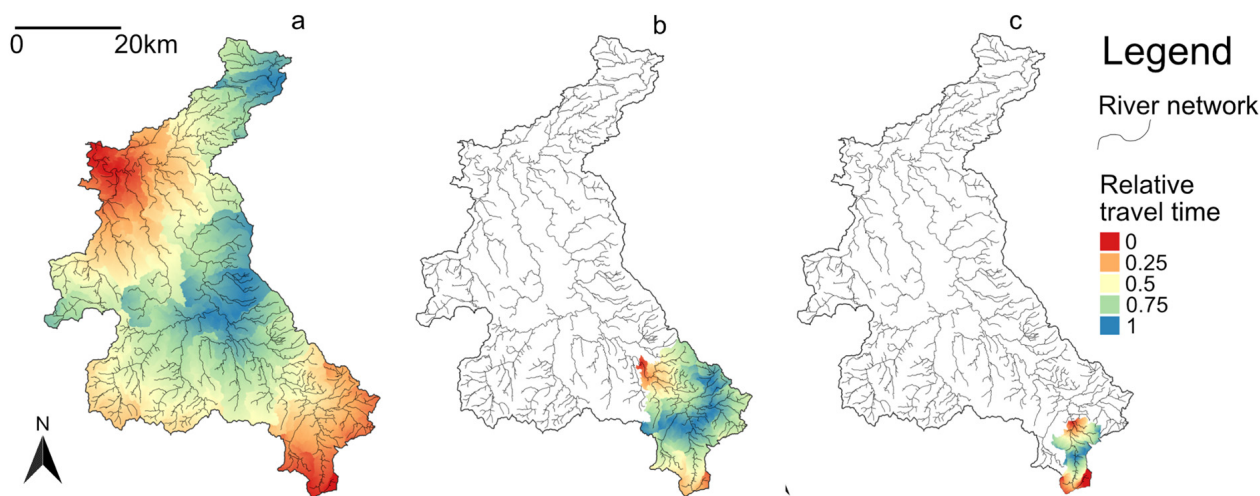 a
b
c
0 20km
Legend
River network
Relative
travel time
0
0.25
0.5
0.75
1
N